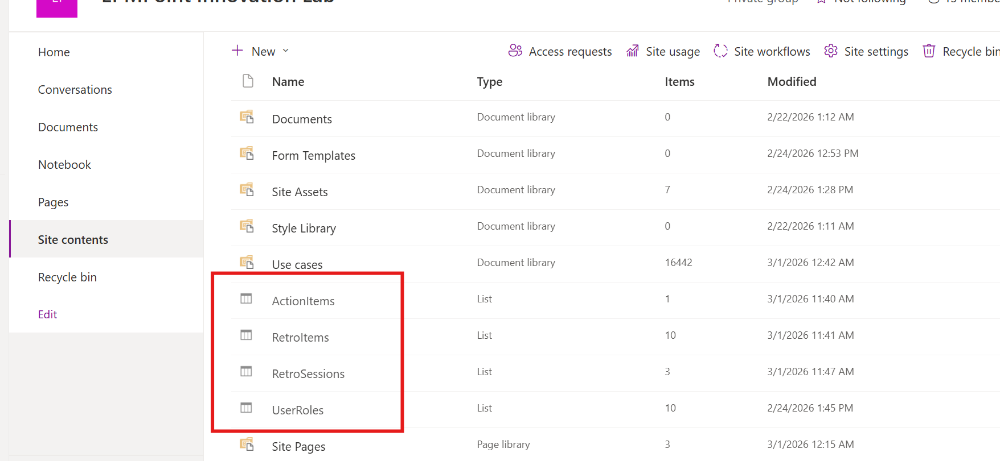 Innovation Lab
Private group
Not following
Home
Conversations
Documents
Notebook
Pages
Site contents
Recycle bin
Edit
New
Access requests
Site usage
Site workflows
Site settings
Recycle bin
Name Type Items Modified
Documents Document library 0 2/22/2026 1:12 AM
Form Templates Document library 0 2/24/2026 12:53 PM
Site Assets Document library 7 2/24/2026 1:28 PM
Style Library Document library 0 2/22/2026 1:11 AM
Use cases Document library 16442 3/1/2026 12:42 AM
ActionItems List 1 3/1/2026 11:40 AM
RetroItems List 10 3/1/2026 11:41 AM
RetroSessions List 3 3/1/2026 11:47 AM
UserRoles List 10 2/24/2026 1:45 PM
Site Pages Page library 3 3/1/2026 12:15 AM